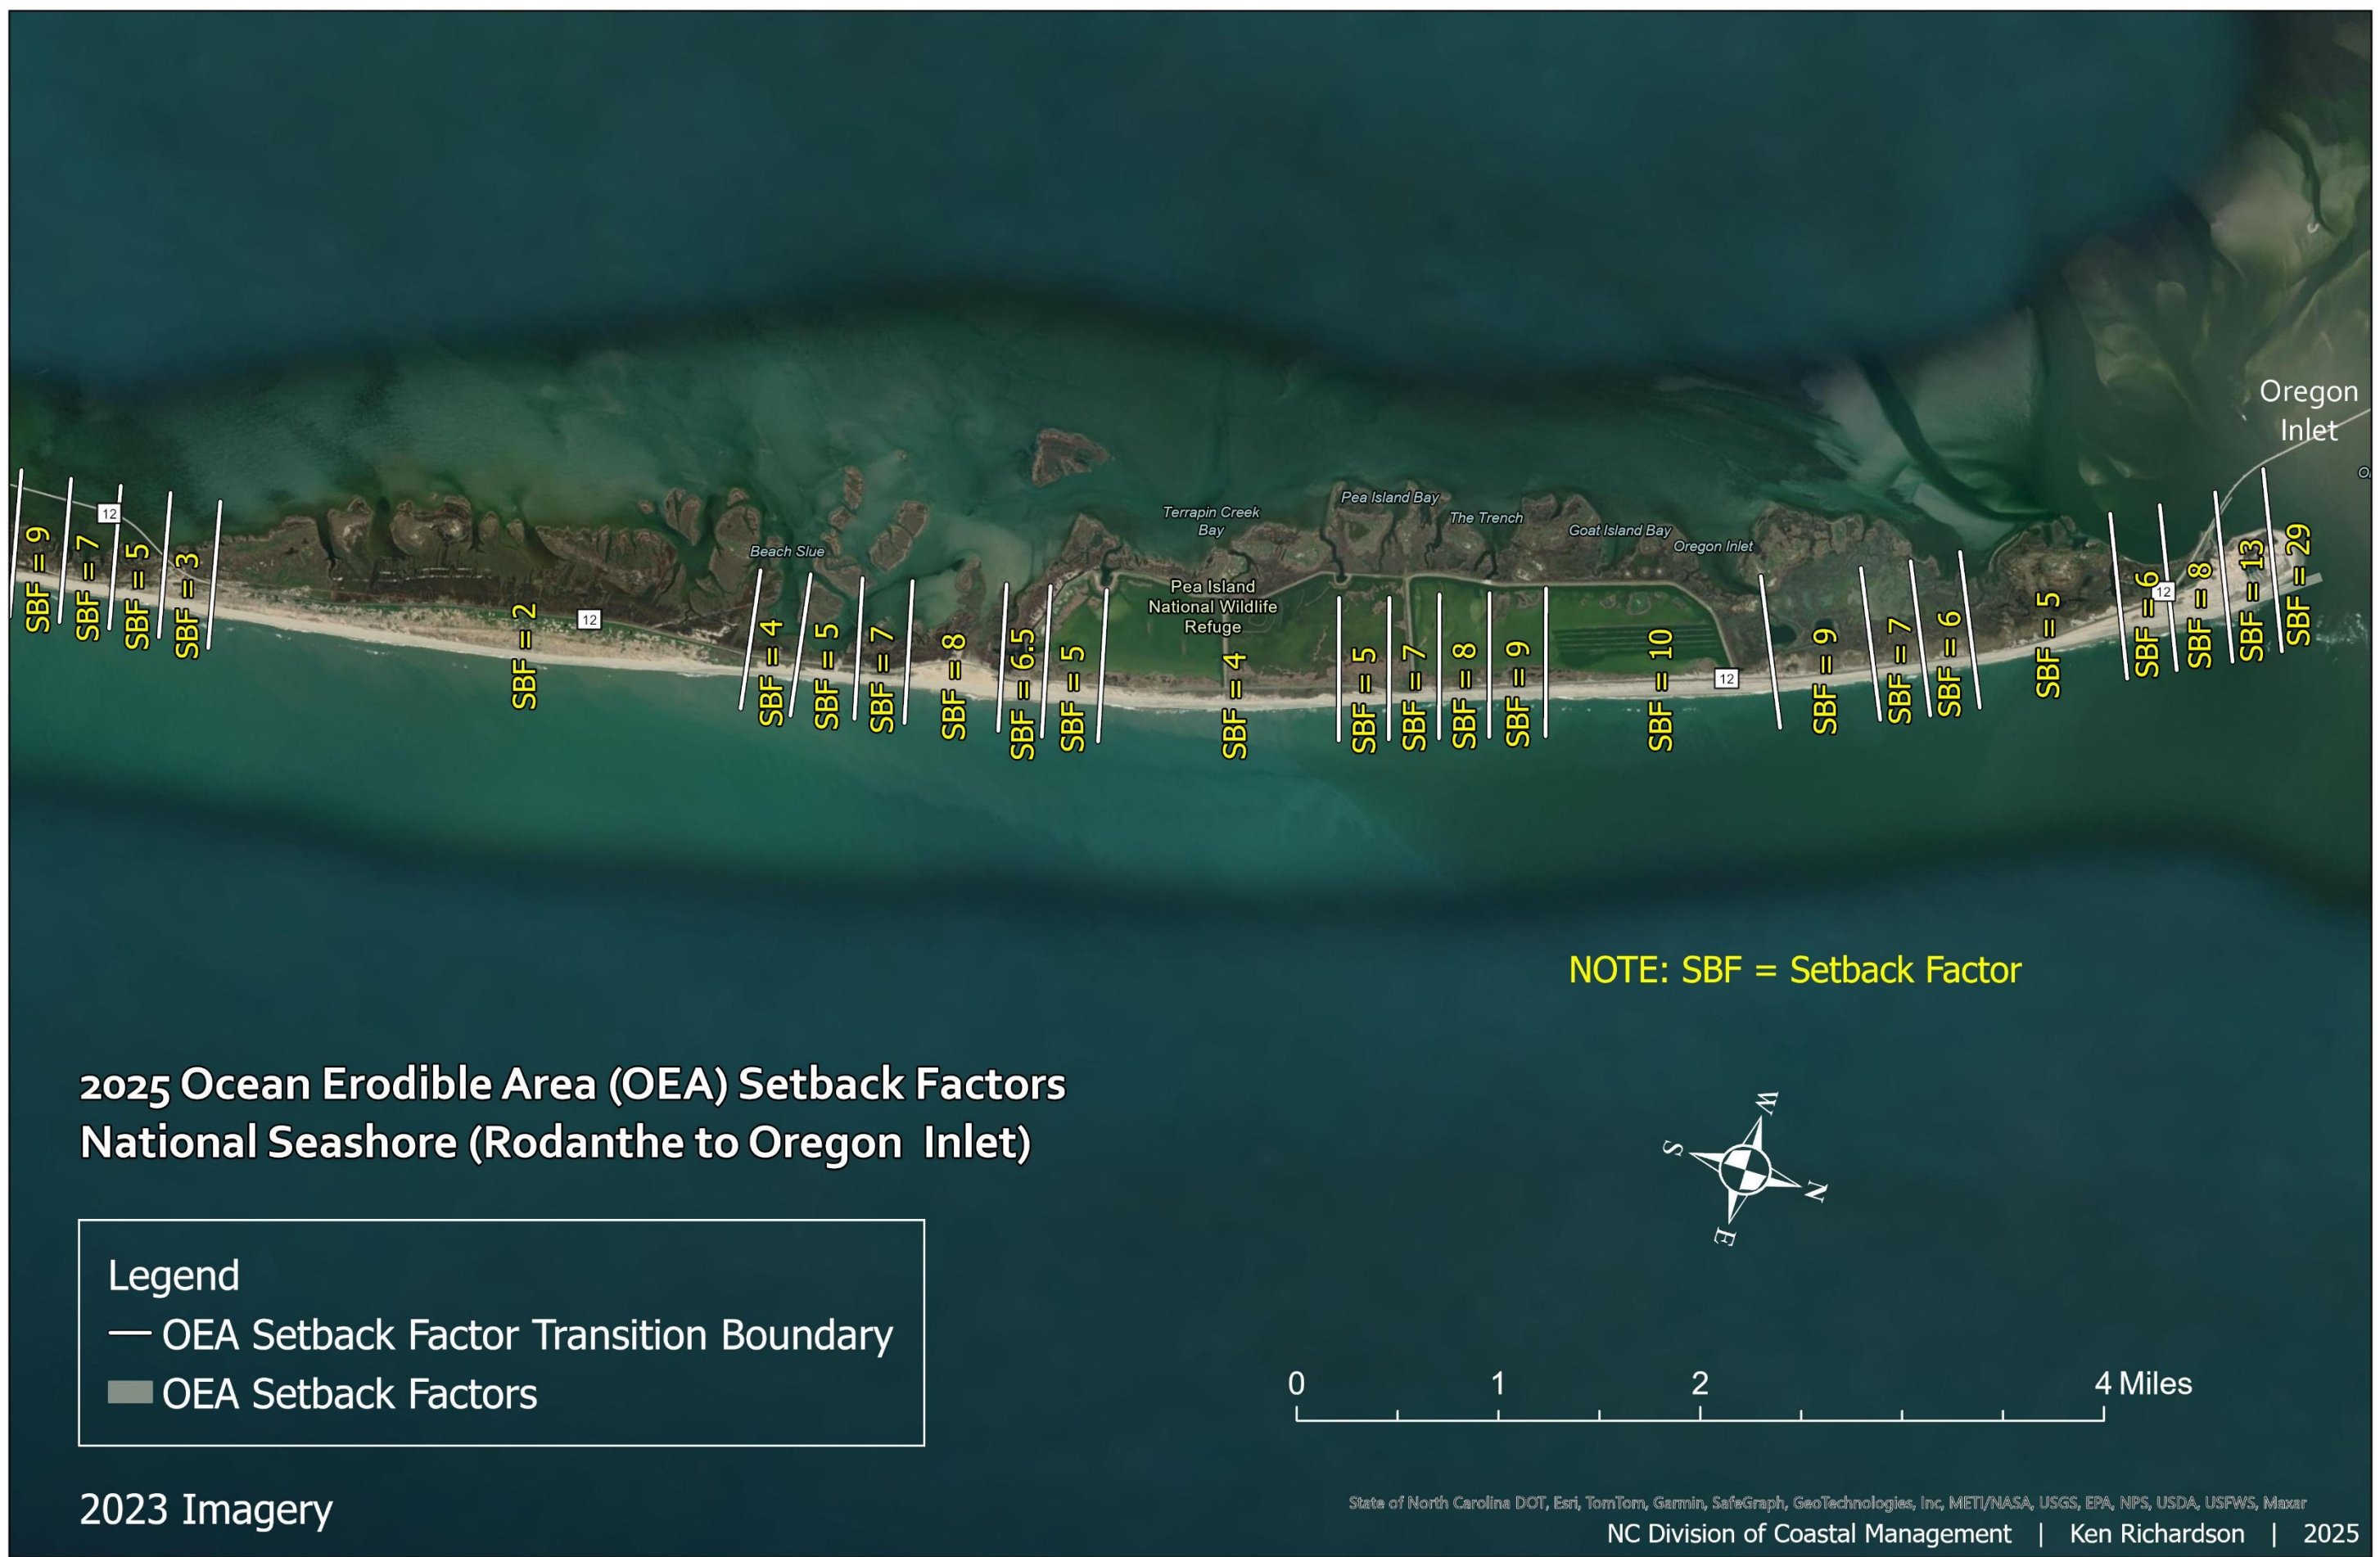 Oregon
Inlet
O
12
SBF = 9
SBF = 7
SBF = 5
SBF = 3
SBF = 2
12
Beach Slue
SBF = 4
SBF = 5
SBF = 7
SBF = 8
SBF = 6.5
SBF = 5
Terrapin Creek
Bay
Pea Island
National Wildlife
Refuge
SBF = 4
Pea Island Bay
The Trench
Goat Island Bay
Oregon Inlet
SBF = 5
SBF = 7
SBF = 8
SBF = 9
SBF = 10
12
SBF = 9
SBF = 7
SBF = 6
SBF = 5
SBF = 6
12
SBF = 8
SBF = 13
SBF = 29
NOTE: SBF = Setback Factor
2025 Ocean Erodible Area (OEA) Setback Factors
National Seashore (Rodanthe to Oregon Inlet)
W
S
N
E
Legend
OEA Setback Factor Transition Boundary
OEA Setback Factors
0 1 2 4 Miles
2023 Imagery
State of North Carolina DOT, Esri, TomTom, Garmin, SafeGraph, GeoTechnologies, Inc, METI/NASA, USGS, EPA, NPS, USDA, USFWS, Maxar
NC Division of Coastal Management | Ken Richardson | 2025